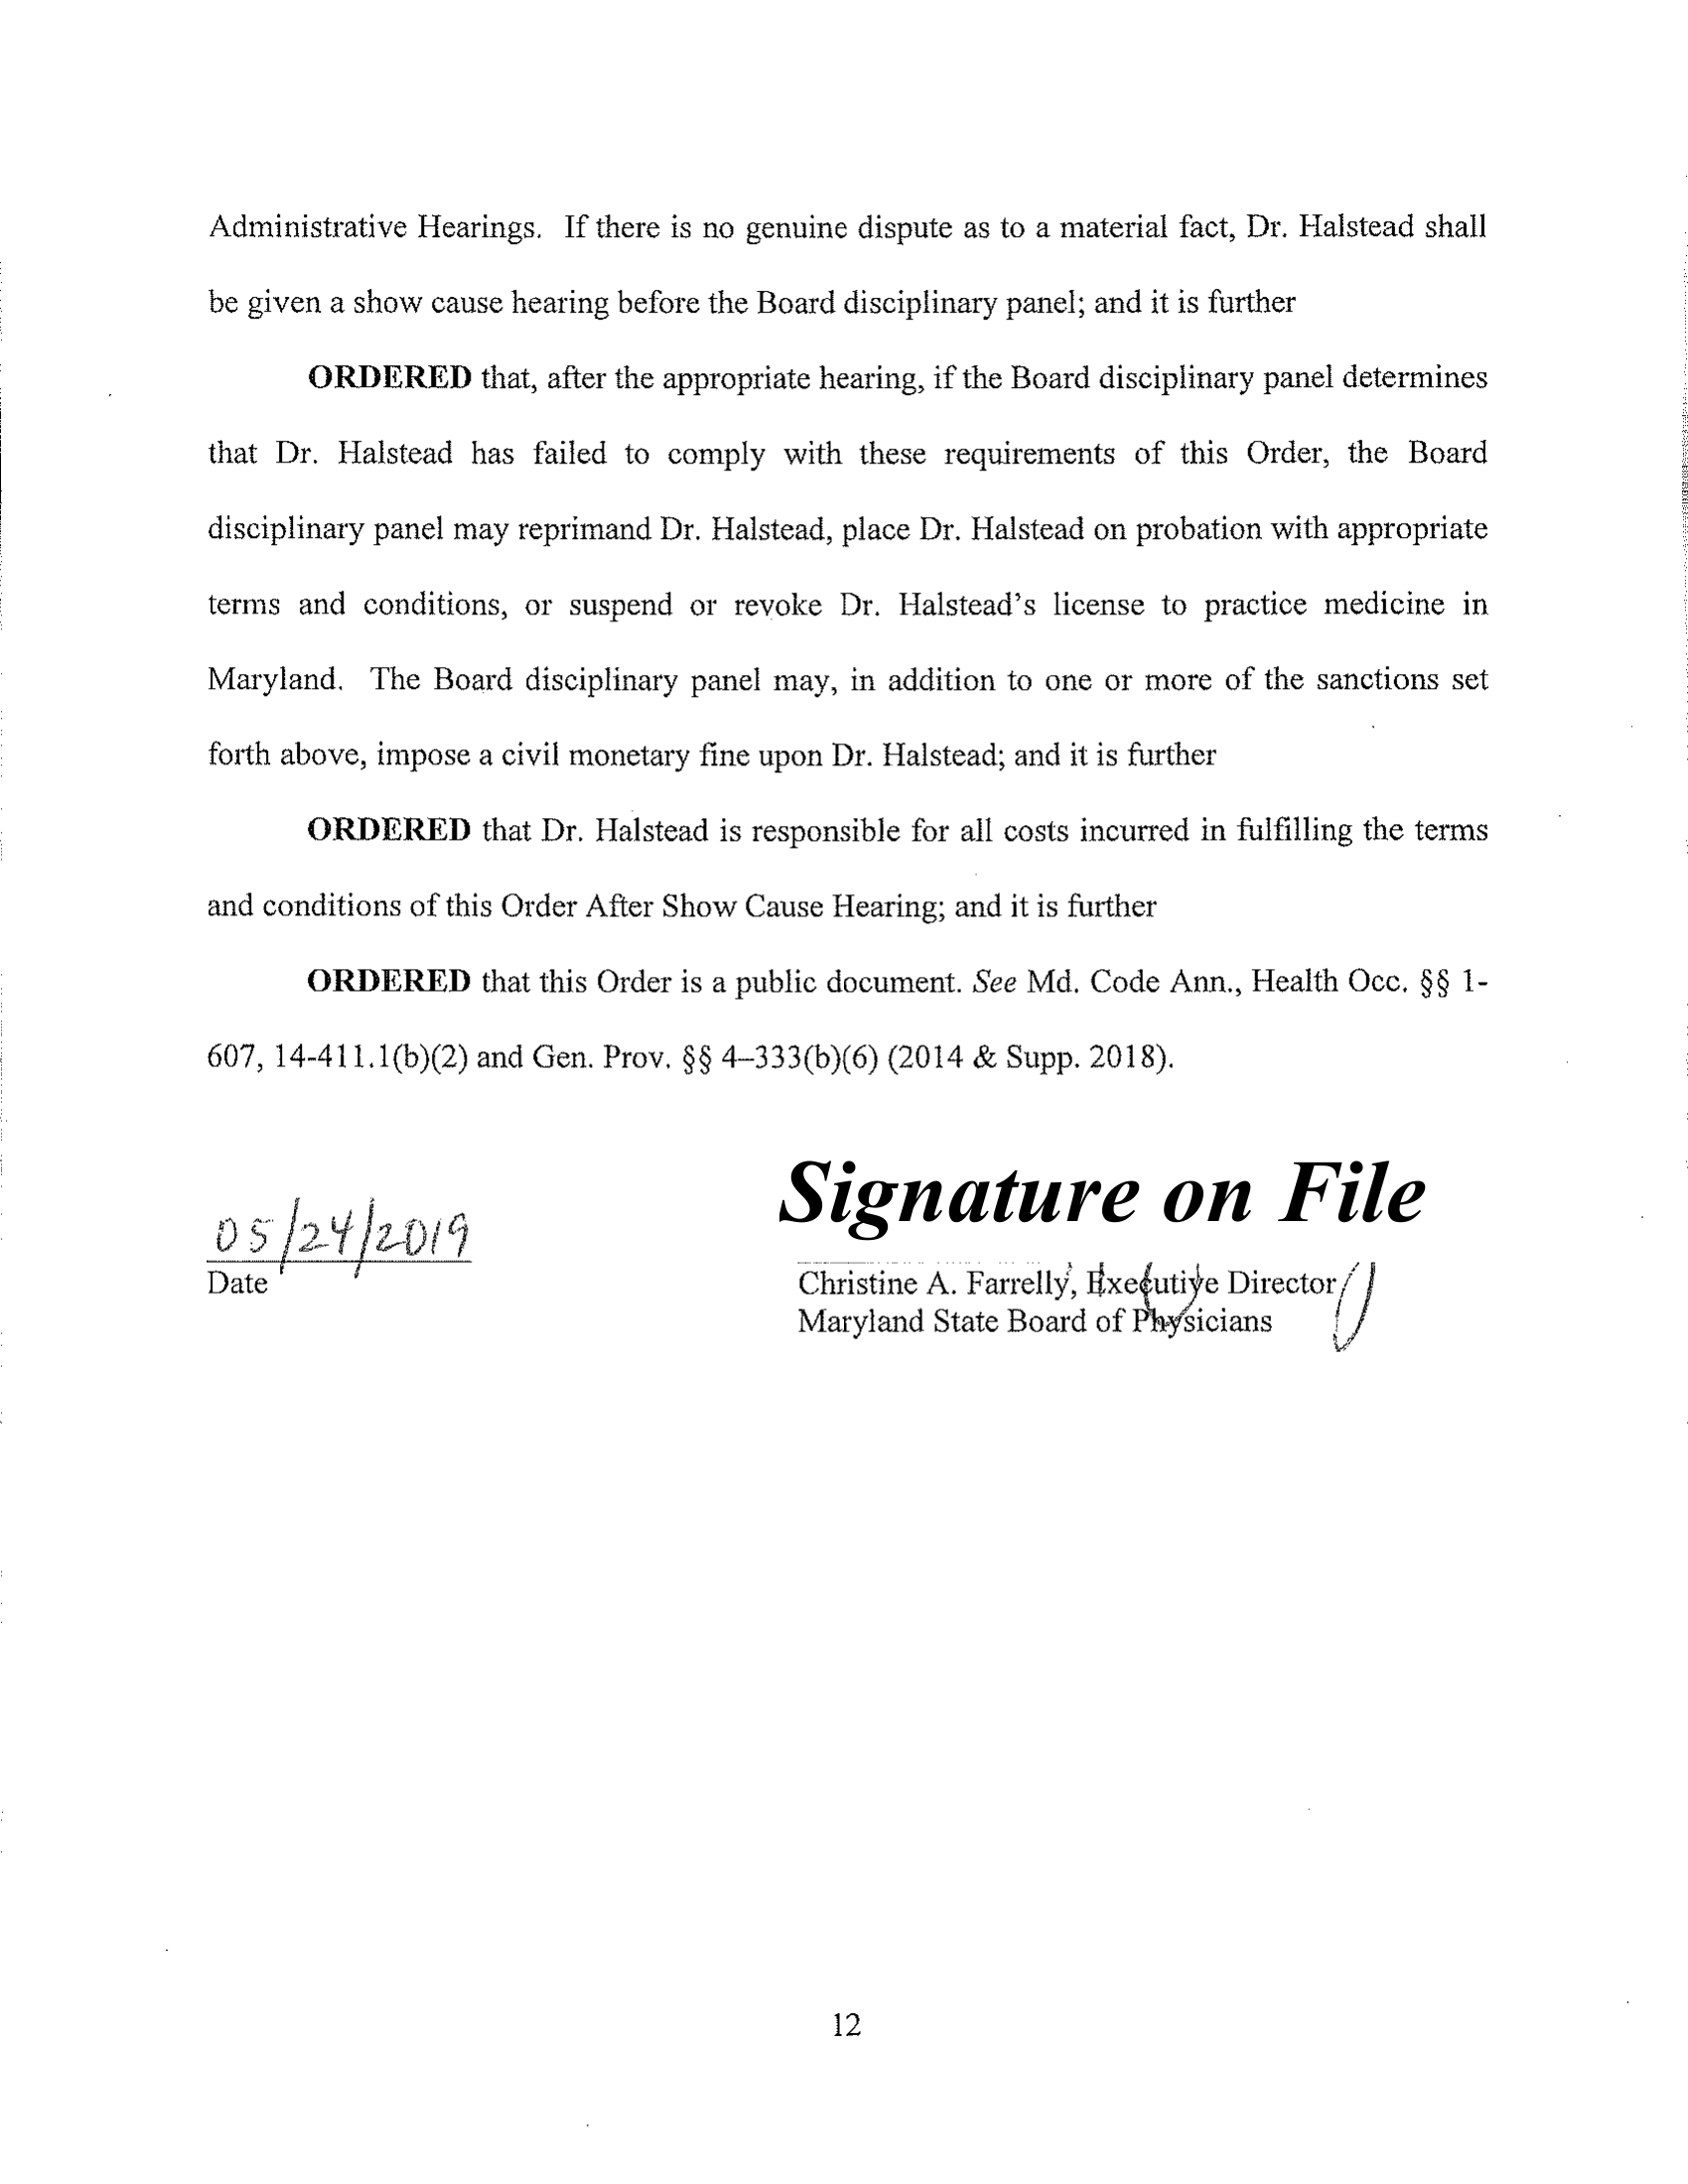 Administrative Hearings. If there is no genuine dispute as to a material fact, Dr. Halstead shall
be given a show cause hearing before the Board disciplinary panel; and it is further
ORDERED that, after the appropriate hearing, if the Board disciplinary panel determines
that Dr. Halstead has failed to comply with these requirements of this Order, the Board
disciplinary panel may reprimand Dr. Halstead, place Dr. Halstead on probation with appropriate
terms and conditions, or suspend or revoke Dr. Halstead's license to practice medicine in
Maryland. The Board disciplinary panel may, in addition to one or more of the sanctions set
forth above, impose a civil monetary fine upon Dr. Halstead; and it is further
ORDERED that Dr. Halstead is responsible for all costs incurred in fulfilling the terms
and conditions of this Order After Show Cause Hearing; and it is further
ORDERED that this Order is a public document. See Md. Code Ann., Health Occ. §§ 1-
607, 14-411.1(b)(2) and Gen. Prov. §§ 4–333(b)(6) (2014 & Supp. 2018).
Signature on File
05/24/2019
Date
Christine A. Farrelly, Executive Director
Maryland State Board of Physicians
12